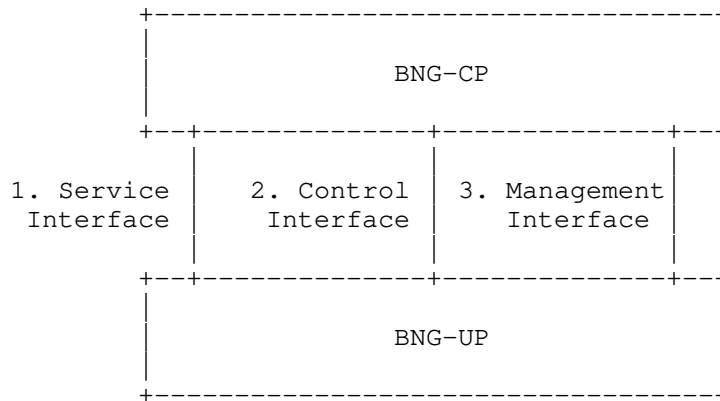 BNG-CP
1. Service 2. Control 3. Management
Interface Interface Interface
BNG-UP